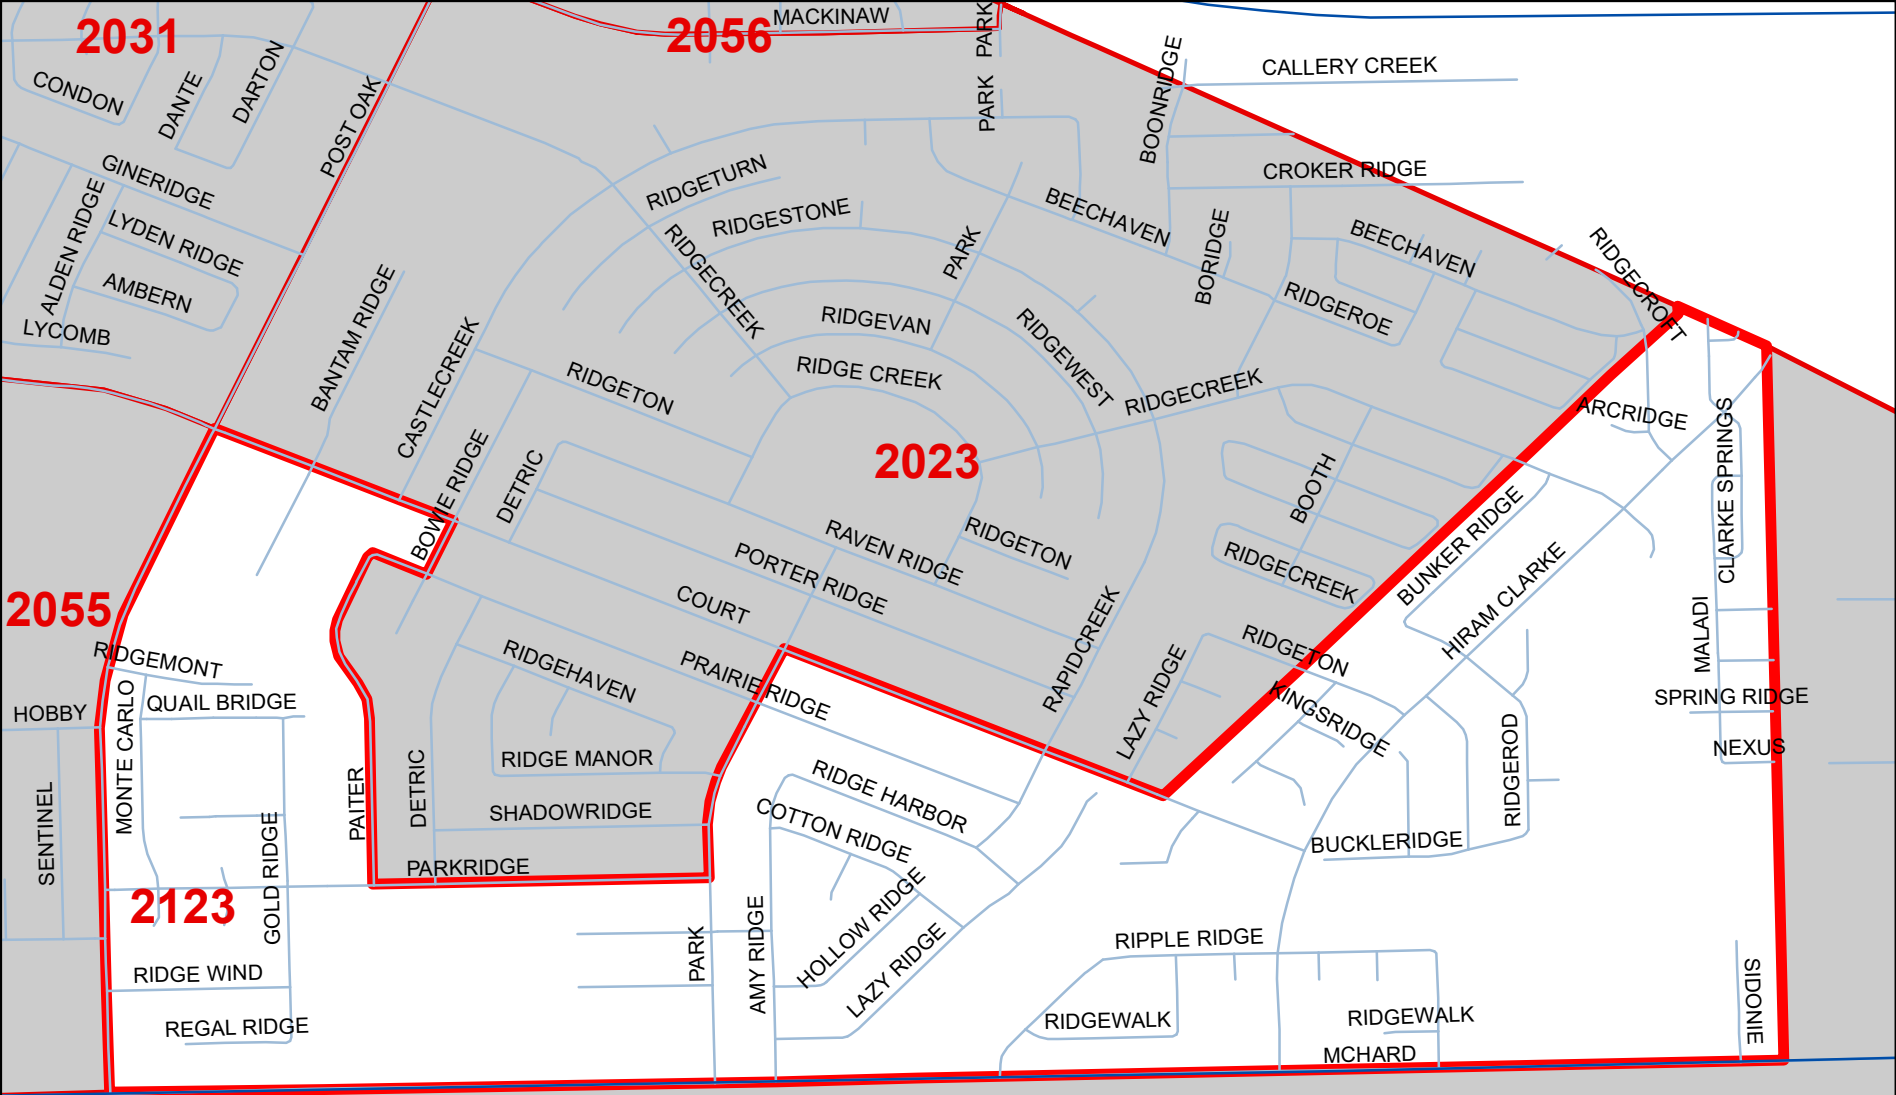 MACKINAW
PARK
2031
2056
CALLERY CREEK
CONDON
DANTE
DARTON
POST OAK
PARK
BOONRIDGE
GINERIDGE
CROKER RIDGE
RIDGETURN
ALDEN RIDGE
LYDEN RIDGE
RIDGESTONE
BEECHAVEN
BORIDGE
BEECHAVEN
RIDGECROFT
AMBERN
RIDGECREEK
PARK
RIDGEROE
LYCOMB
BANTAM RIDGE
RIDGEVAN
RIDGEWEST
CASTLECREEK
RIDGETON
RIDGE CREEK
RIDGECREEK
ARCRIDGE
CLARKE SPRINGS
2023
BOWIE RIDGE
DETRIC
BOOTH
RAVEN RIDGE
RIDGETON
BUNKER RIDGE
PORTER RIDGE
RIDGECREEK
HIRAM CLARKE
2055
COURT
RAPIDCREEK
MALADI
RIDGEMONT
RIDGEHAVEN
PRAIRIE RIDGE
LAZY RIDGE
RIDGETON
HOBBY
MONTE CARLO
QUAIL BRIDGE
KINGSRIDGE
SPRING RIDGE
NEXUS
RIDGE MANOR
RIDGEROD
SENTINEL
PAITER
DETRIC
SHADOWRIDGE
RIDGE HARBOR
COTTON RIDGE
BUCKLERIDGE
PARKRIDGE
GOLD RIDGE
2123
HOLLOW RIDGE
PARK
AMY RIDGE
LAZY RIDGE
RIPPLE RIDGE
RIDGE WIND
SIDONIE
REGAL RIDGE
RIDGEWALK
RIDGEWALK
MCHARD